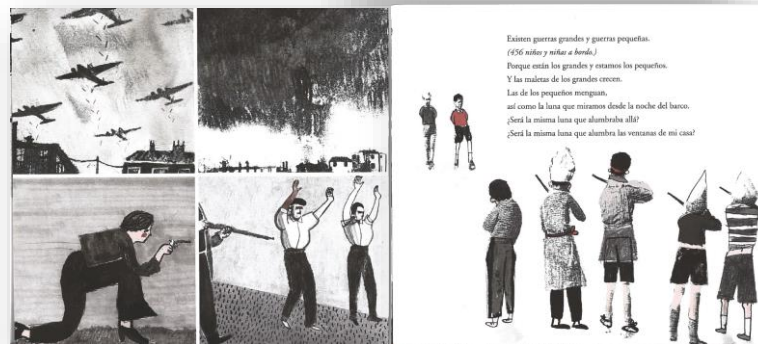 Existen guerras grandes y guerras pequeñas.
(456 niños y niñas a bordo.)
Porque están los grandes y estamos los pequeños.
Y las maletas de los grandes crecen.
Las de los pequeños menguan,
así como la luna que miramos desde la noche del barco.
¿Será la misma luna que alumbraba allá?
¿Será la misma luna que alumbra las ventanas de mi casa?